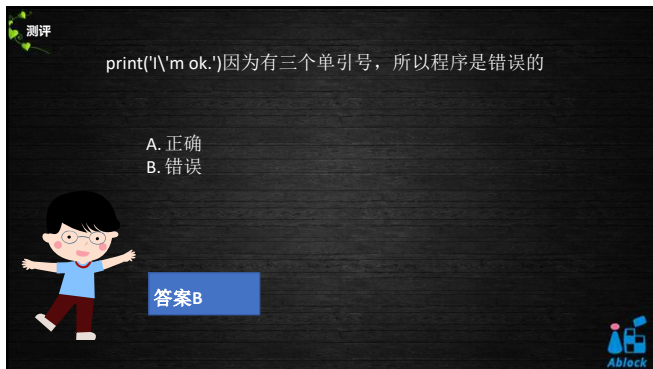 测评
print('I\'m ok.')因为有三个单引号，所以程序是错误的
A. 正确
B. 错误
答案B
Ablock